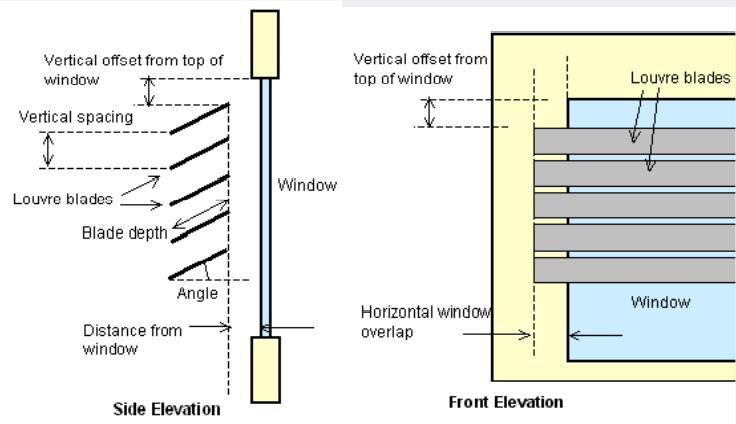 Vertical offset from top of
window
Vertical spacing
Louvre blades
Blade depth
Window
Angle
Distance from
window
Side Elevation
Vertical offset from
top of window
Louvre blades
Window
Horizontal window
overlap
Front Elevation